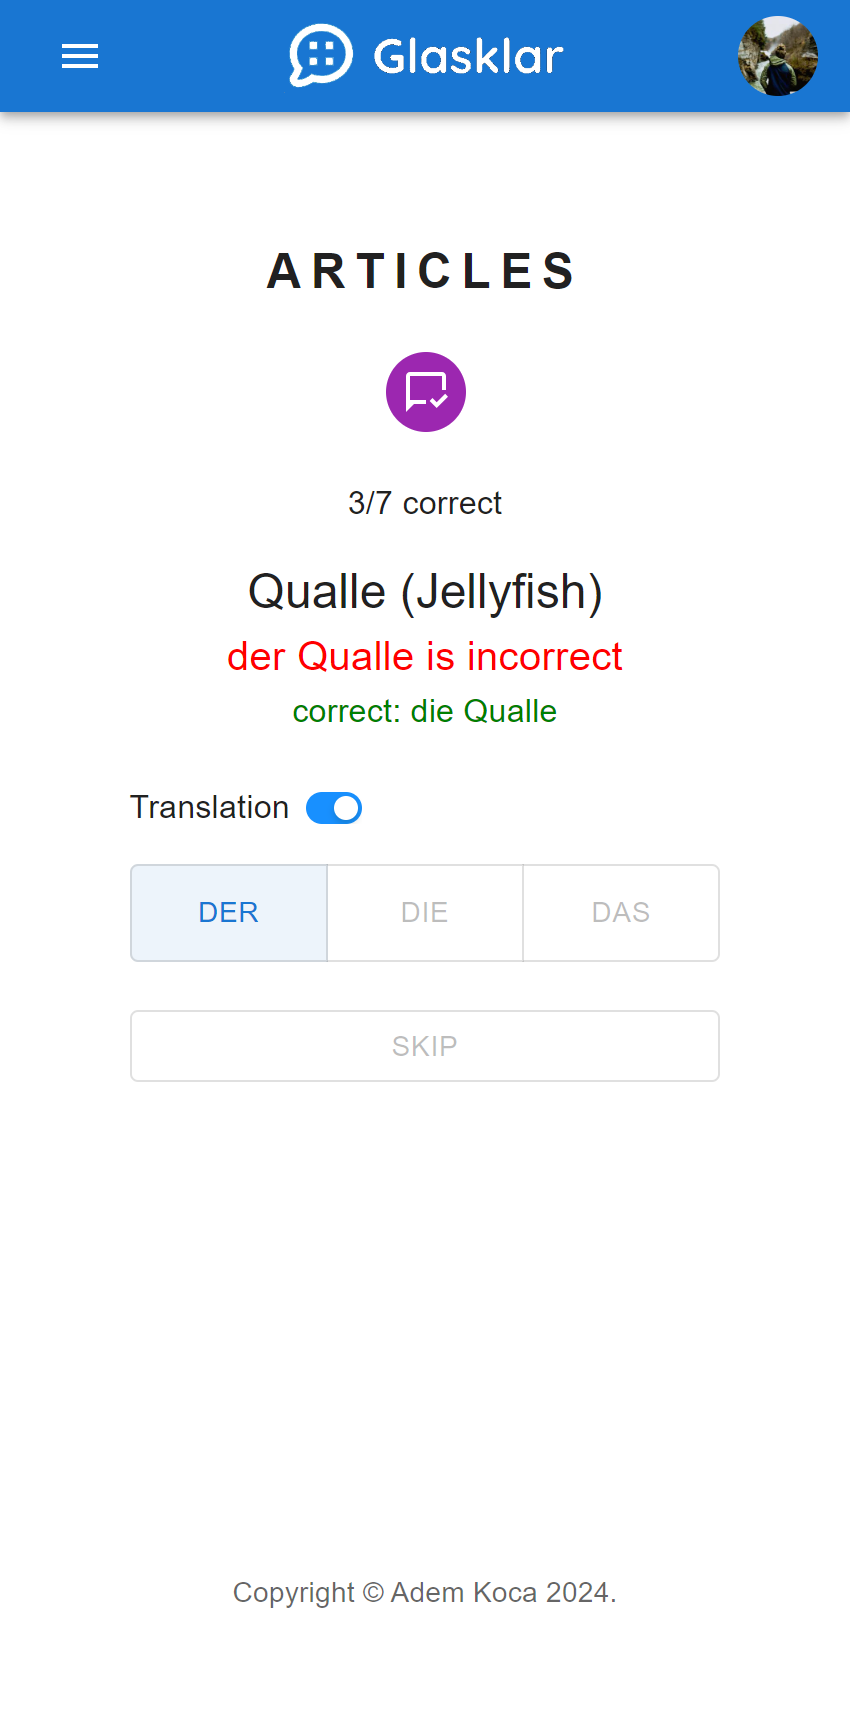 Glasklar
ARTICLES
3/7 correct
Qualle (Jellyfish)
der Qualle is incorrect
correct: die Qualle
Translation
DER DIE DAS
SKIP
Copyright © Adem Koca 2024.